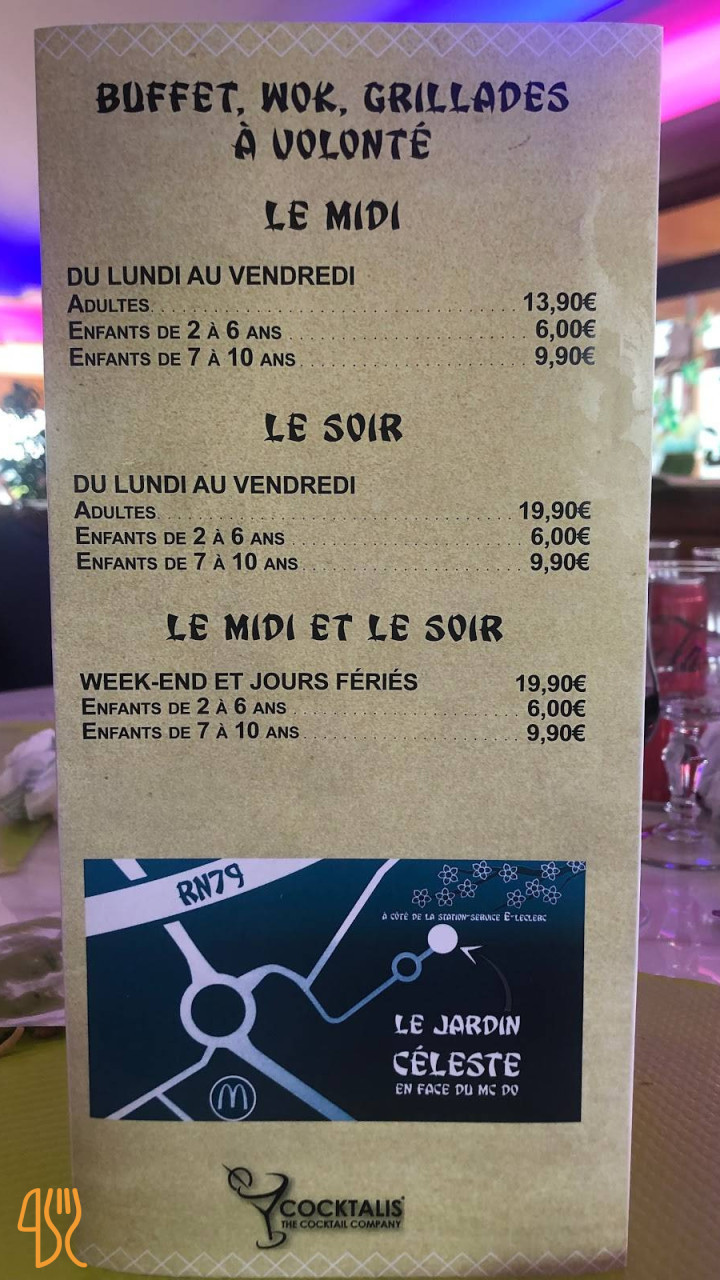 BUFFET, WOK, GRILLADES
À VOLONTÉ
LE MIDI
DU LUNDI AU VENDREDI
ADULTES 13,90€
ENFANTS DE 2 À 6 ANS 6,00€
ENFANTS DE 7 À 10 ANS 9,90€
LE SOIR
DU LUNDI AU VENDREDI
ADULTES 19,90€
ENFANTS DE 2 À 6 ANS 6,00€
ENFANTS DE 7 À 10 ANS 9,90€
LE MIDI ET LE SOIR
WEEK-END ET JOURS FÉRIÉS 19,90€
ENFANTS DE 2 À 6 ANS 6,00€
ENFANTS DE 7 À 10 ANS 9,90€
RN79
À CÔTÉ DE LA STATION-SERVICE E-LECLERC
LE JARDIN
CÉLESTE
EN FACE DU MC DO
M
COCKTALIS
THE COCKTAIL COMPANY